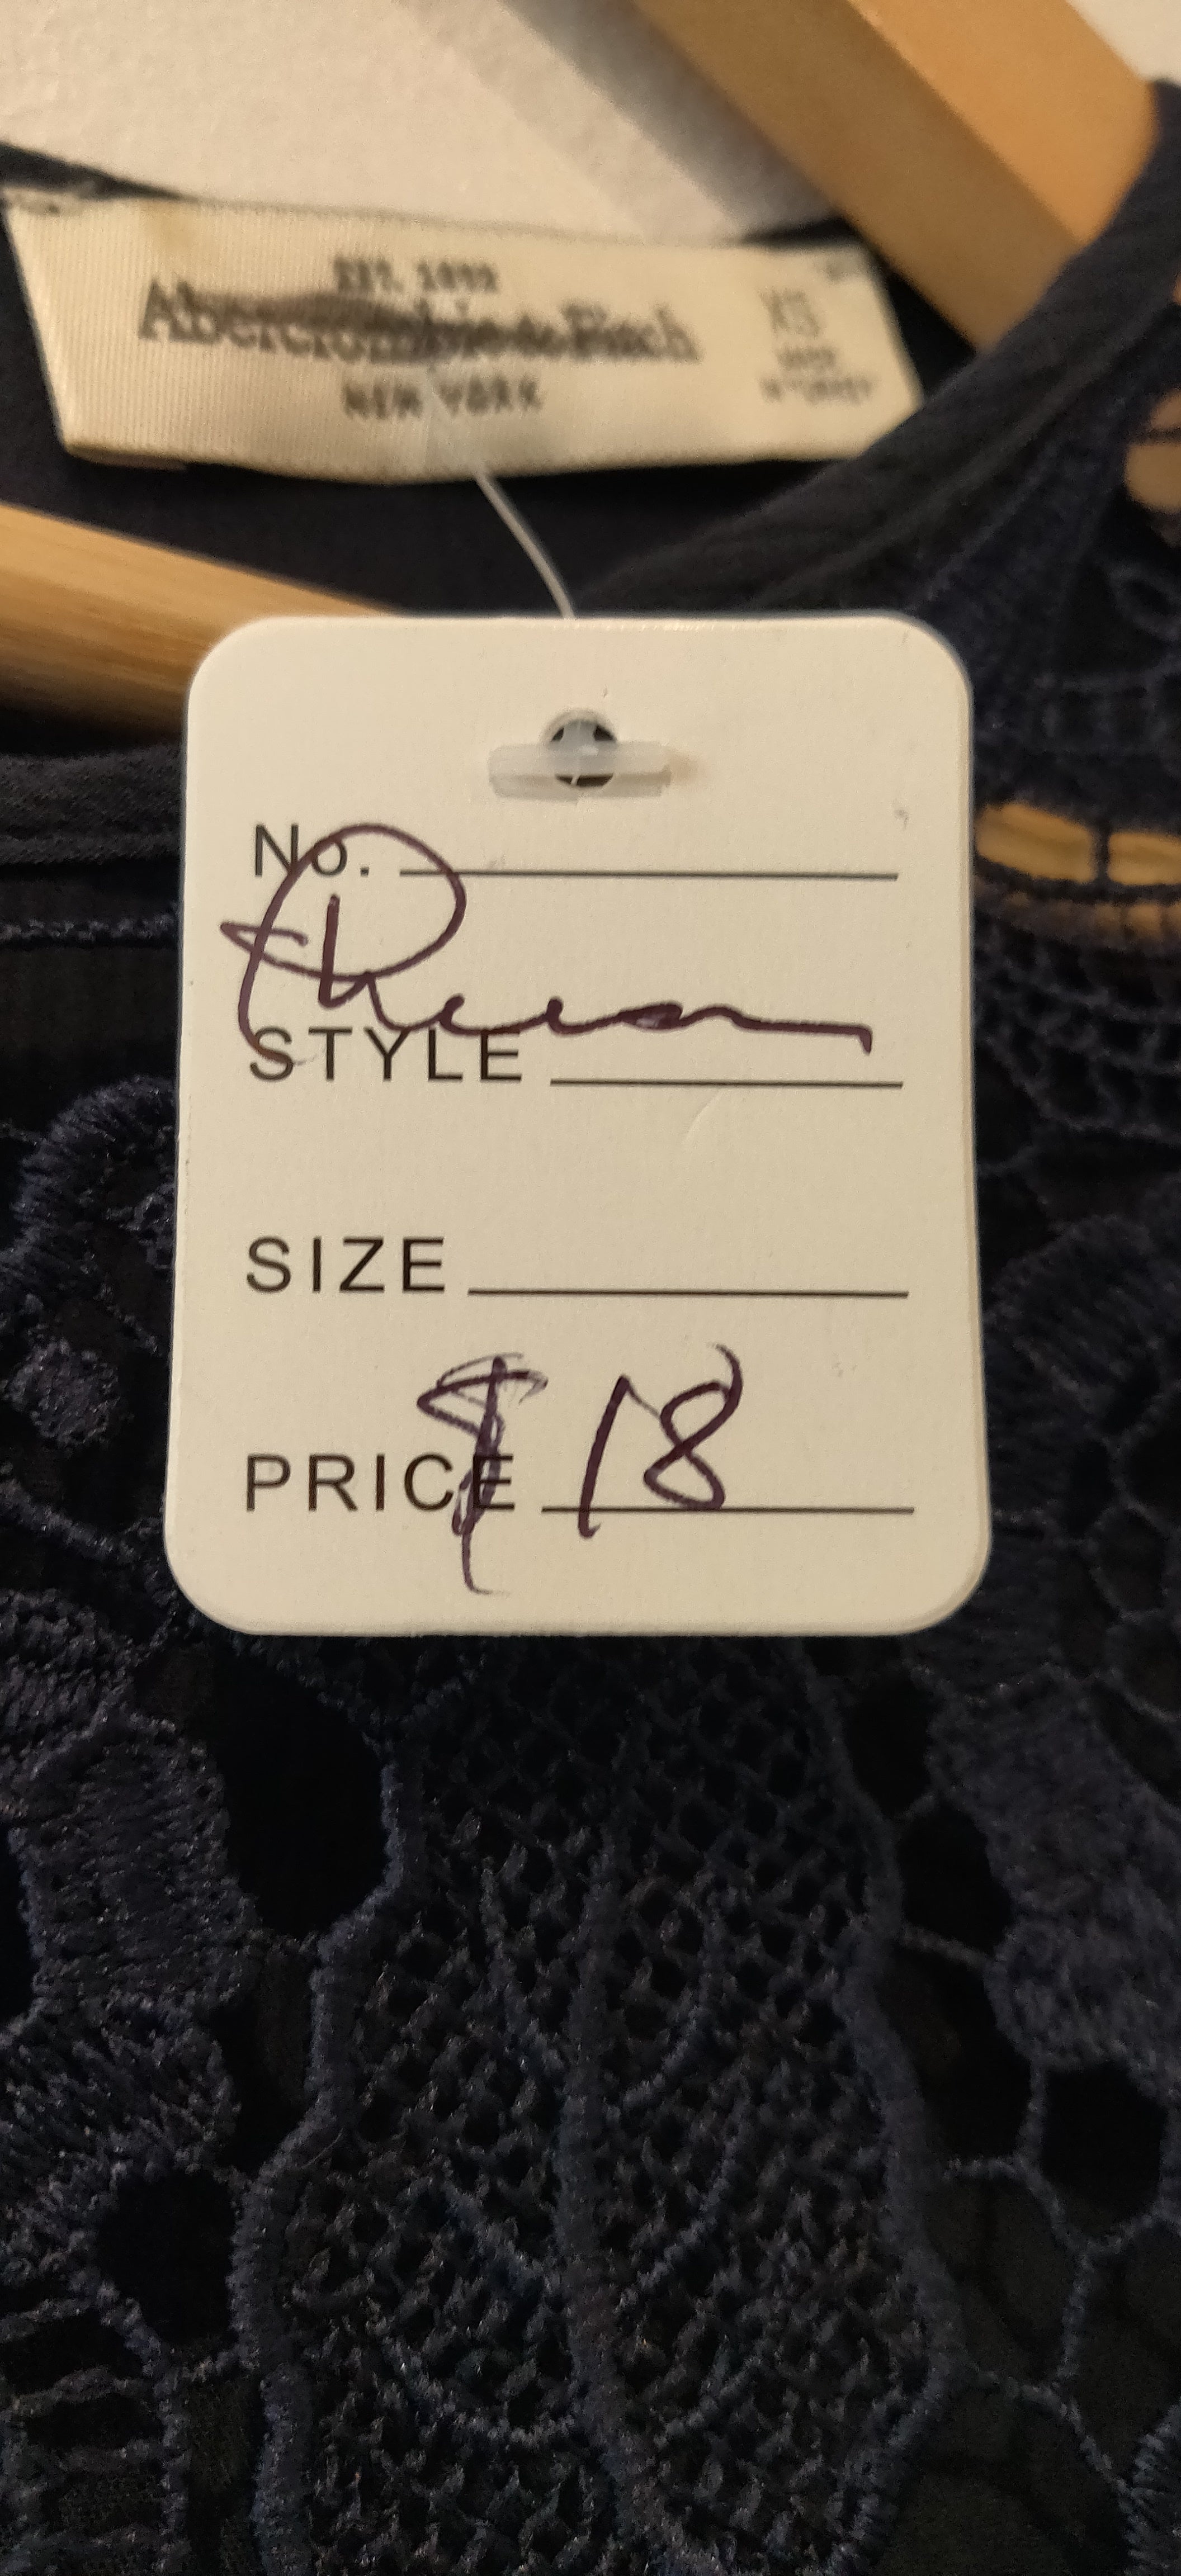 EST. 1892
Abercrombie & Fitch
NEW YORK
XS
No.
STYLE
SIZE
PRICE $18